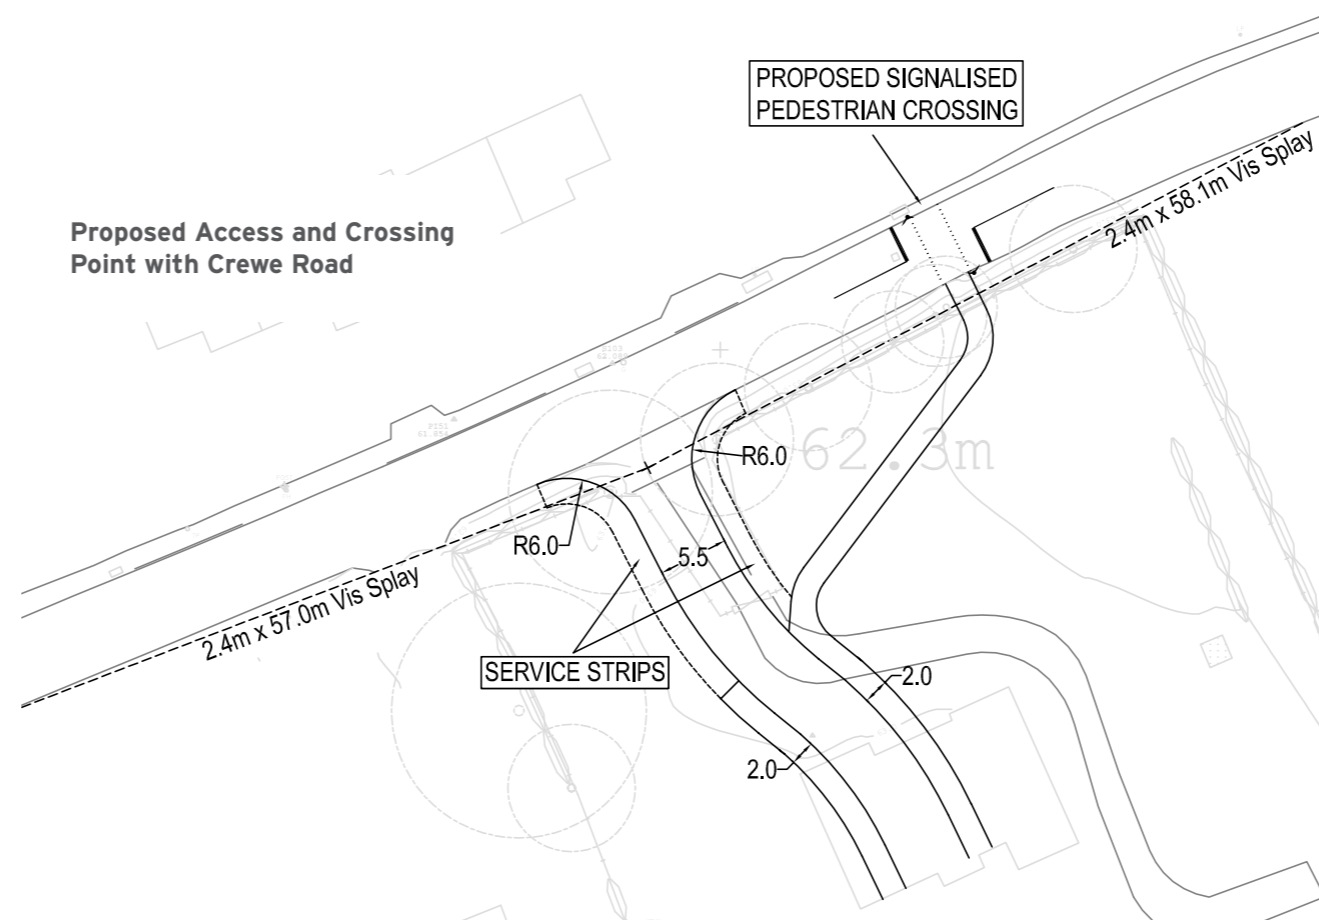 PROPOSED SIGNALISED
PEDESTRIAN CROSSING
2.4m x 58.1m Vis Splay
Proposed Access and Crossing
Point with Crewe Road
62.3m
R6.0
R6.0
5.5
2.4m x 57.0m Vis Splay
SERVICE STRIPS
2.0
2.0